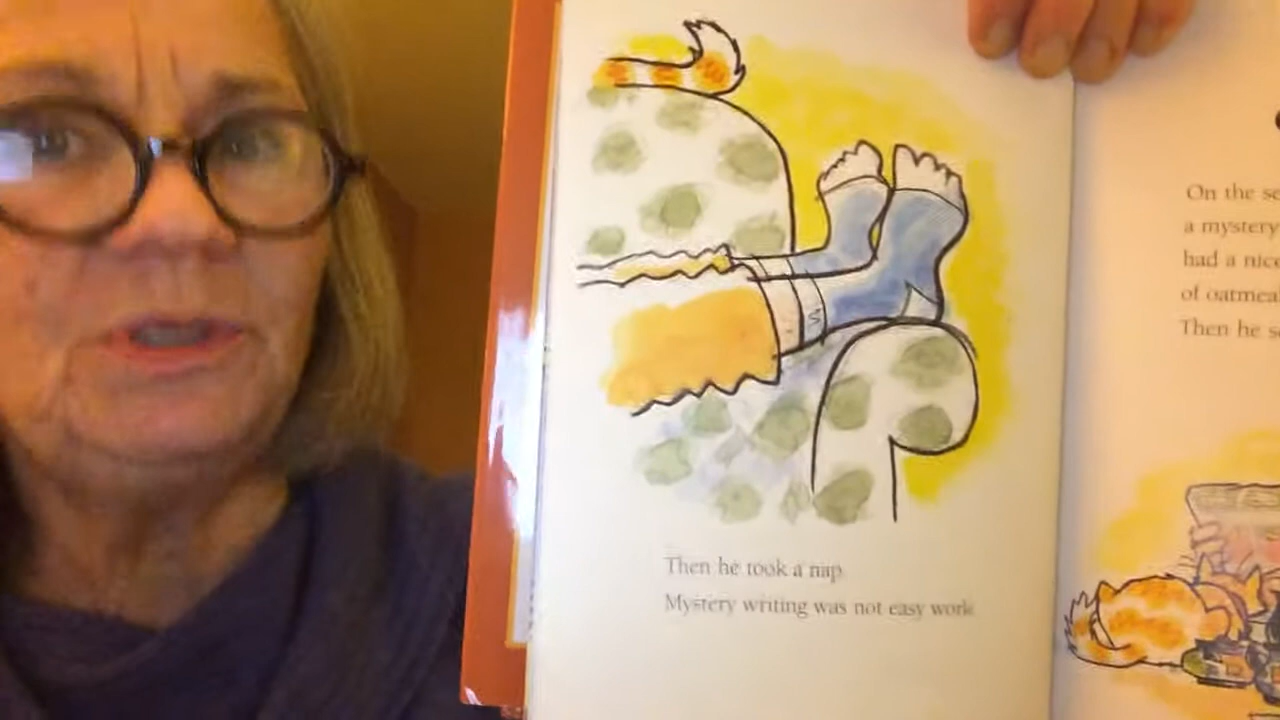 Then he took a nap.
Mystery writing was not easy work.
On the
a mystery
had a nice
of oatmea
Then he